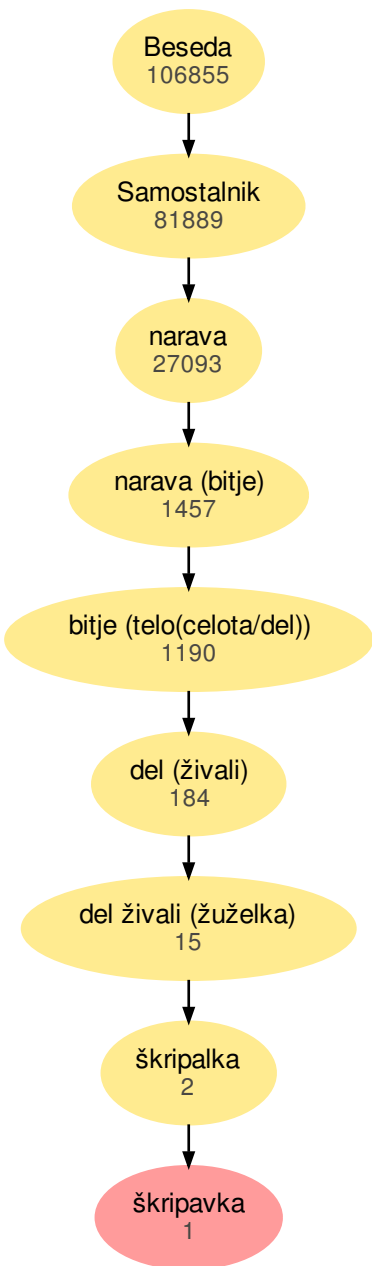 Beseda
106855
Samostalnik
81889
narava
27093
narava (bitje)
1457
bitje (telo(celota/del))
1190
del (živali)
184
del živali (žuželka)
15
škripalka
2
škripavka
1